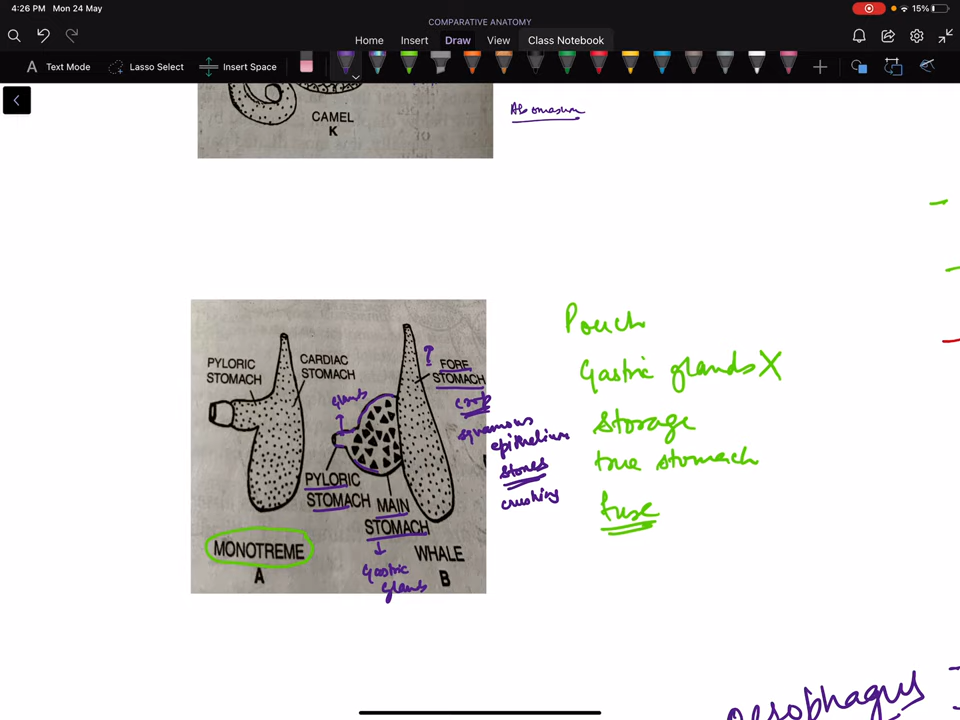 4:26 PM Mon 24 May
15%
COMPARATIVE ANATOMY
Home Insert Draw View Class Notebook
Text Mode Lasso Select Insert Space
CAMEL
K
Abomasum
PYLORIC
STOMACH
CARDIAC
STOMACH
FORE
STOMACH
crop
squamous
epithelium
stones
crushing
glands
PYLORIC
STOMACH
MAIN
STOMACH
Gastric
glands
MONOTREME
A
WHALE
B
Pouch
Gastric glands X
Storage
true stomach
fuse
oesophagus